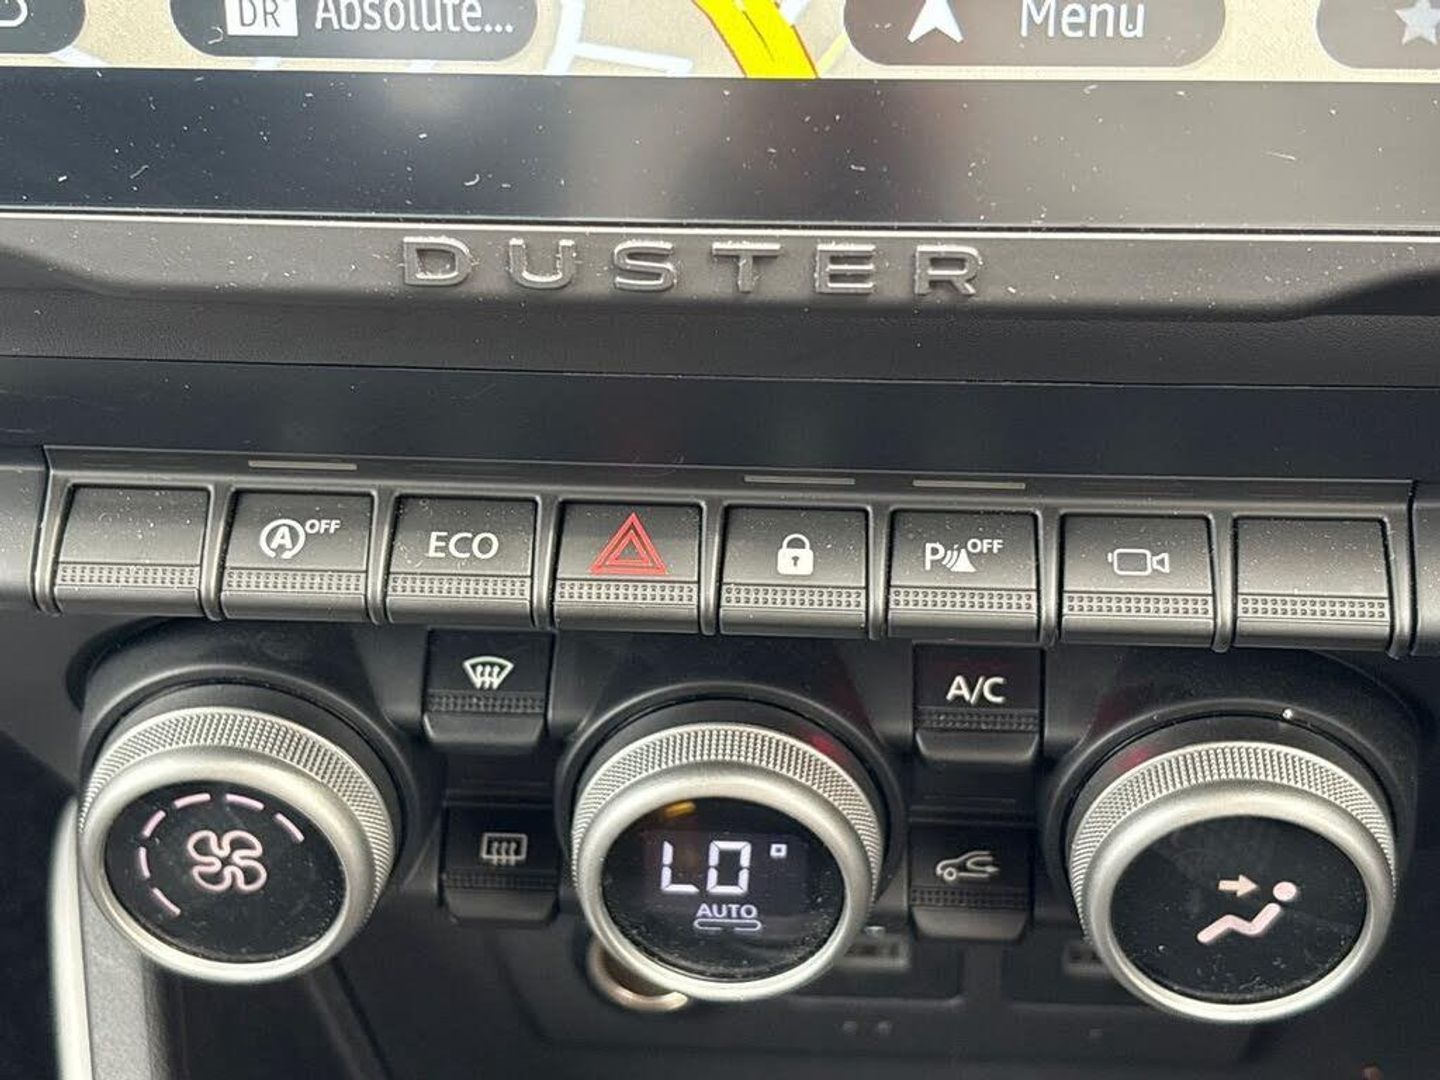 DR Absolute...
Menu
DUSTER
A OFF
ECO
P OFF
A/C
LO°
AUTO